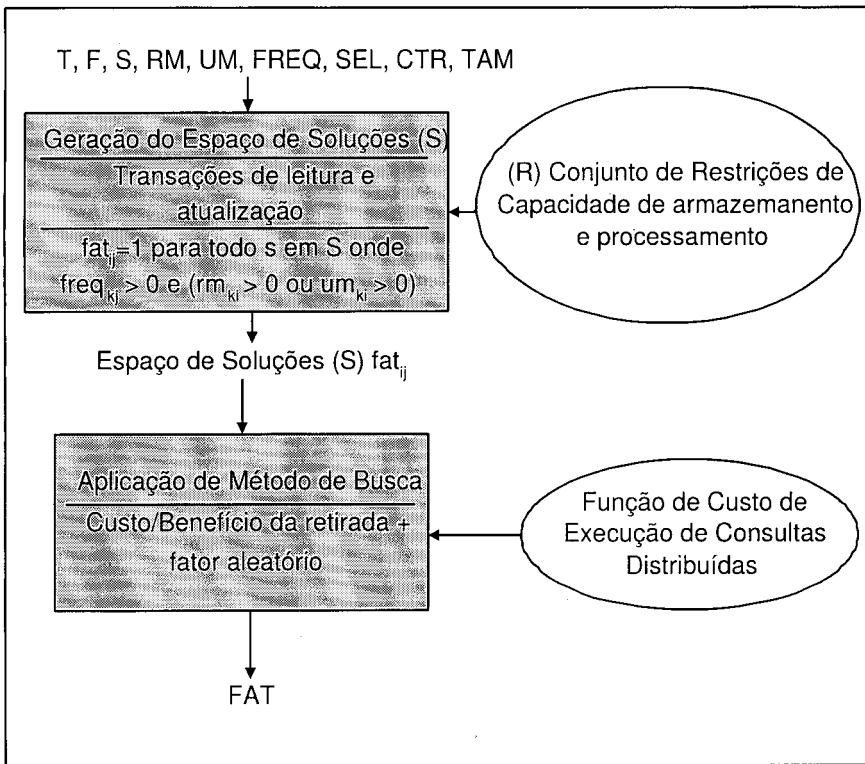 T, F, S, RM, UM, FREQ, SEL, CTR, TAM
Geração do Espaço de Soluções (S)
Transações de leitura e
atualização
fat_ij=1 para todo s em S onde
freq_kj > 0 e (rm_ki > 0 ou um_ki > 0)
(R) Conjunto de Restrições de
Capacidade de armazemanento
e processamento
Espaço de Soluções (S) fat_ij
Aplicação de Método de Busca
Custo/Benefício da retirada +
fator aleatório
Função de Custo de
Execução de Consultas
Distribuídas
FAT